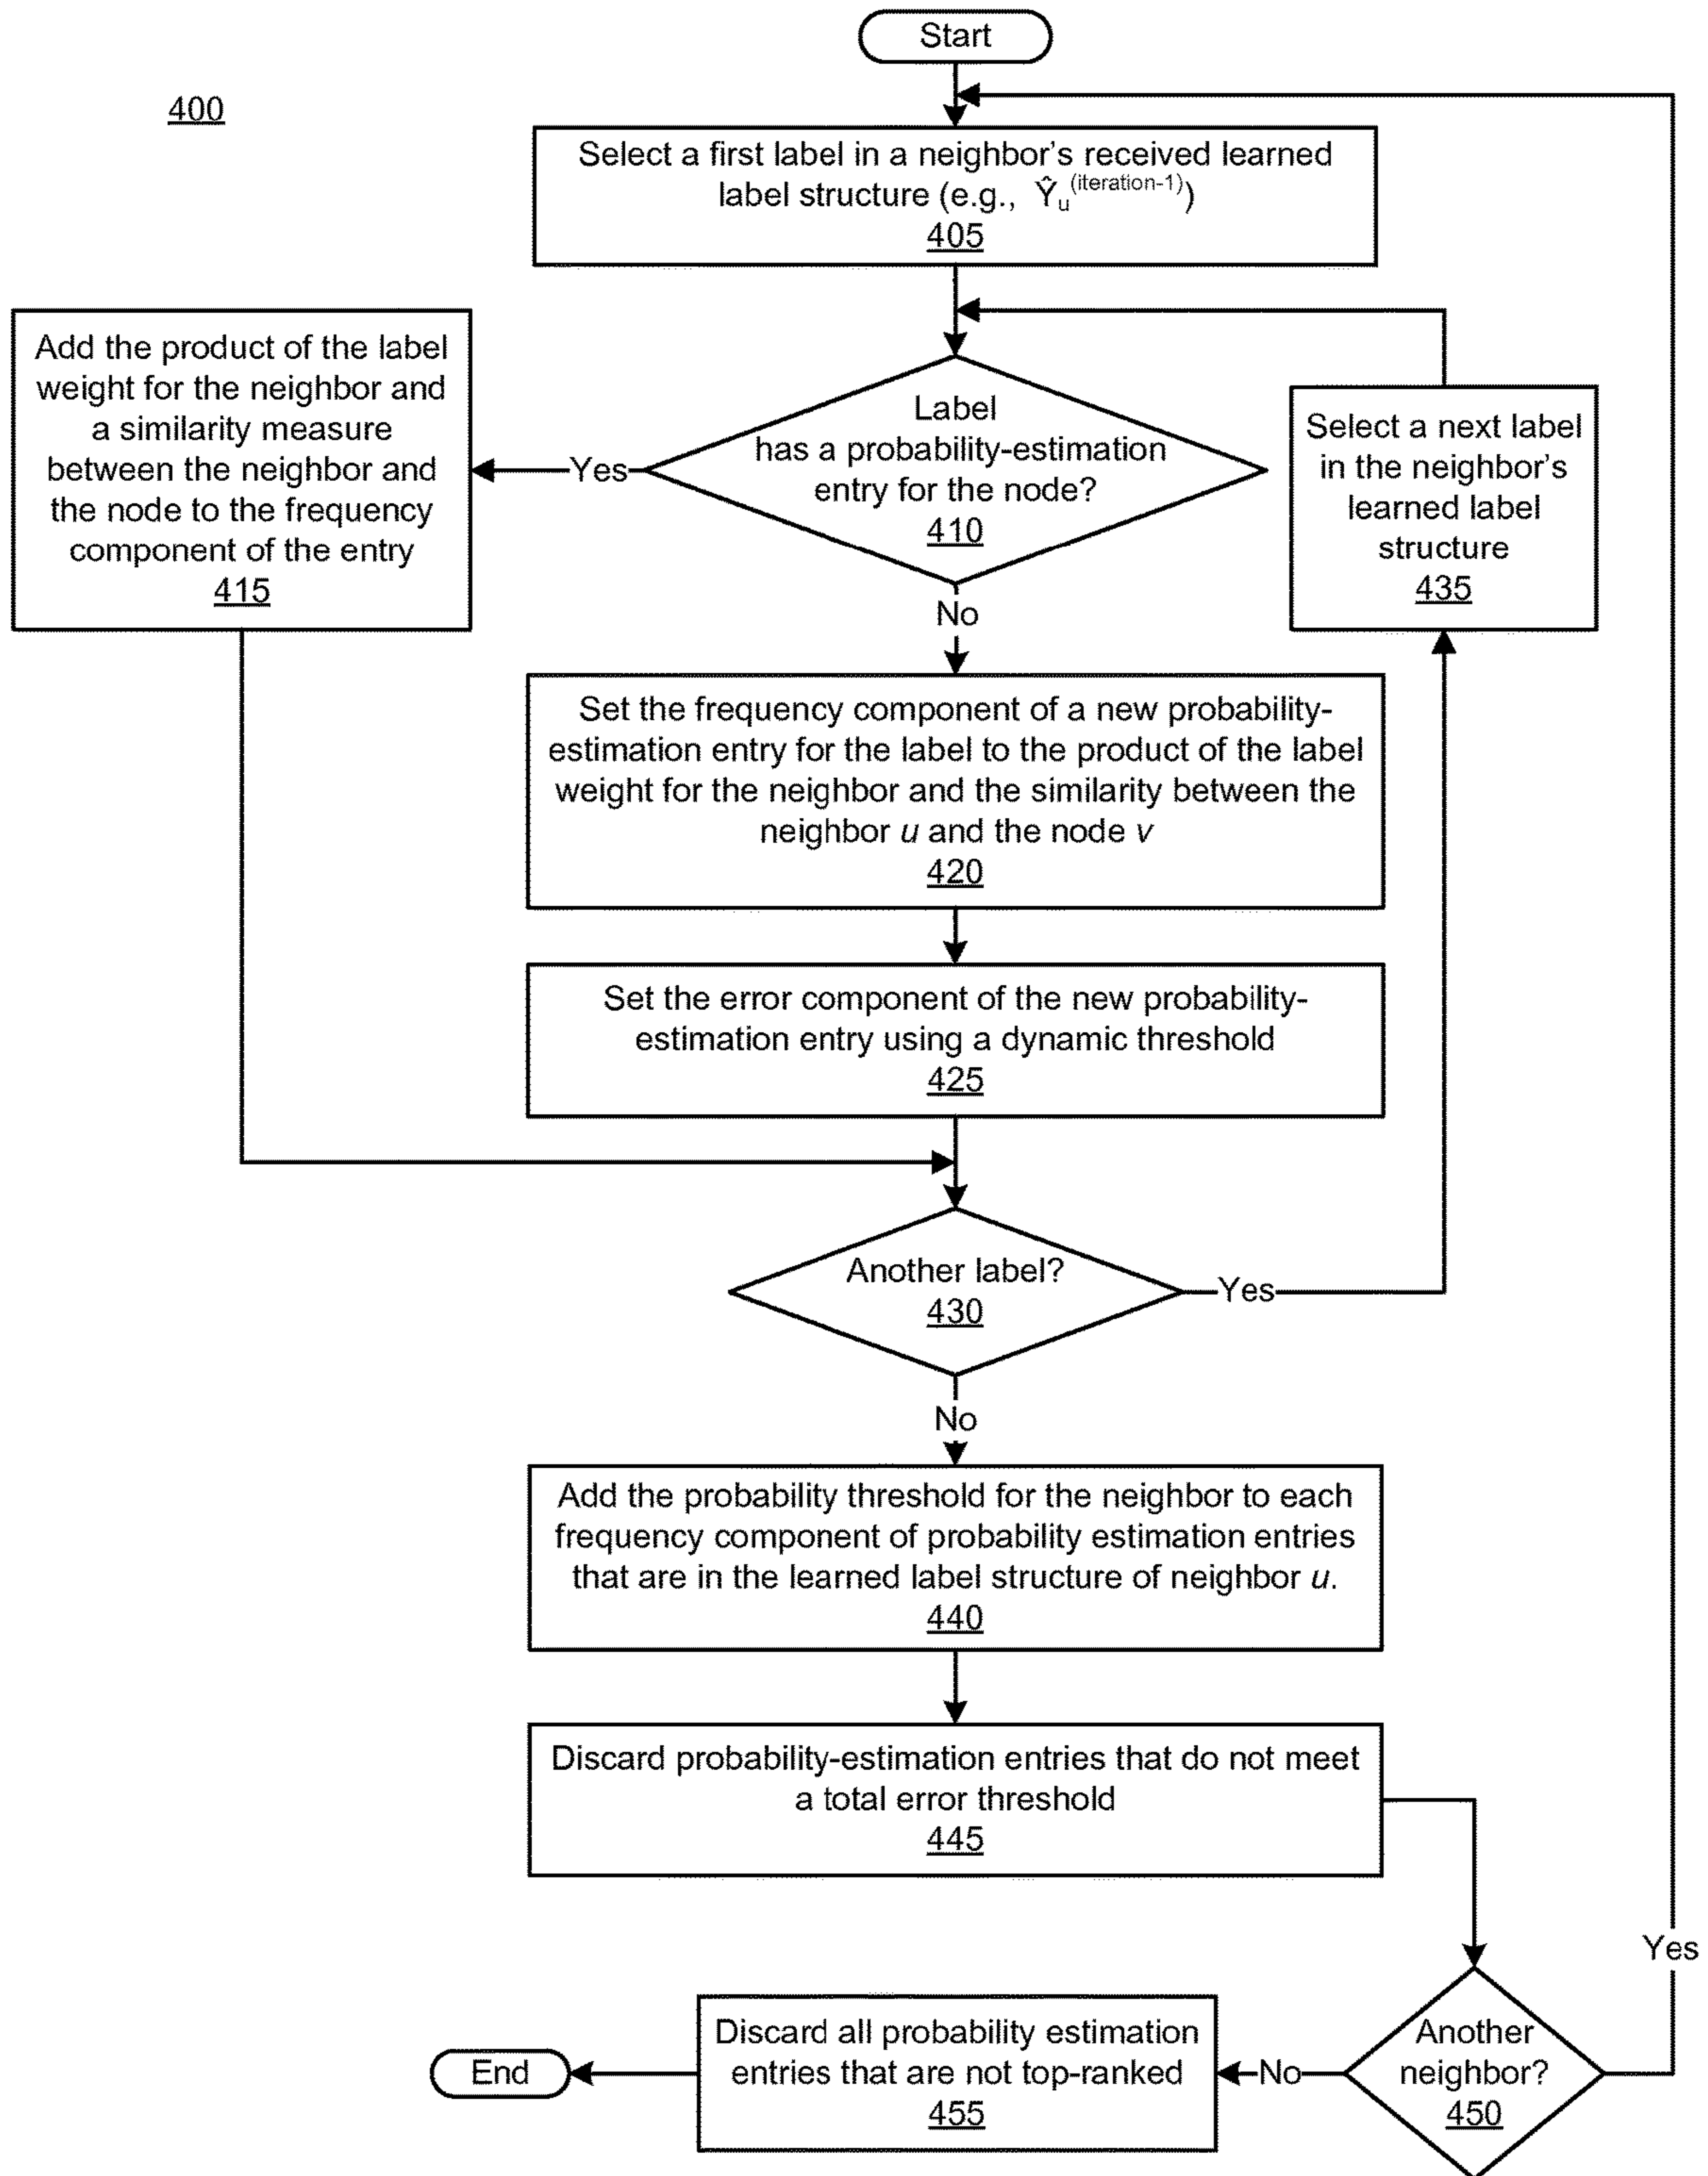 Start
400
Select a first label in a neighbor's received learned
label structure (e.g., Ŷu(iteration-1))
405
Add the product of the label
weight for the neighbor and
a similarity measure
between the neighbor and
the node to the frequency
component of the entry
415
Yes
Label
has a probability-estimation
entry for the node?
410
Select a next label
in the neighbor's
learned label
structure
435
No
Set the frequency component of a new probability-
estimation entry for the label to the product of the label
weight for the neighbor and the similarity between the
neighbor u and the node v
420
Set the error component of the new probability-
estimation entry using a dynamic threshold
425
Another label?
430
Yes
No
Add the probability threshold for the neighbor to each
frequency component of probability estimation entries
that are in the learned label structure of neighbor u.
440
Discard probability-estimation entries that do not meet
a total error threshold
445
Yes
Another
neighbor?
450
No
Discard all probability estimation
entries that are not top-ranked
455
End